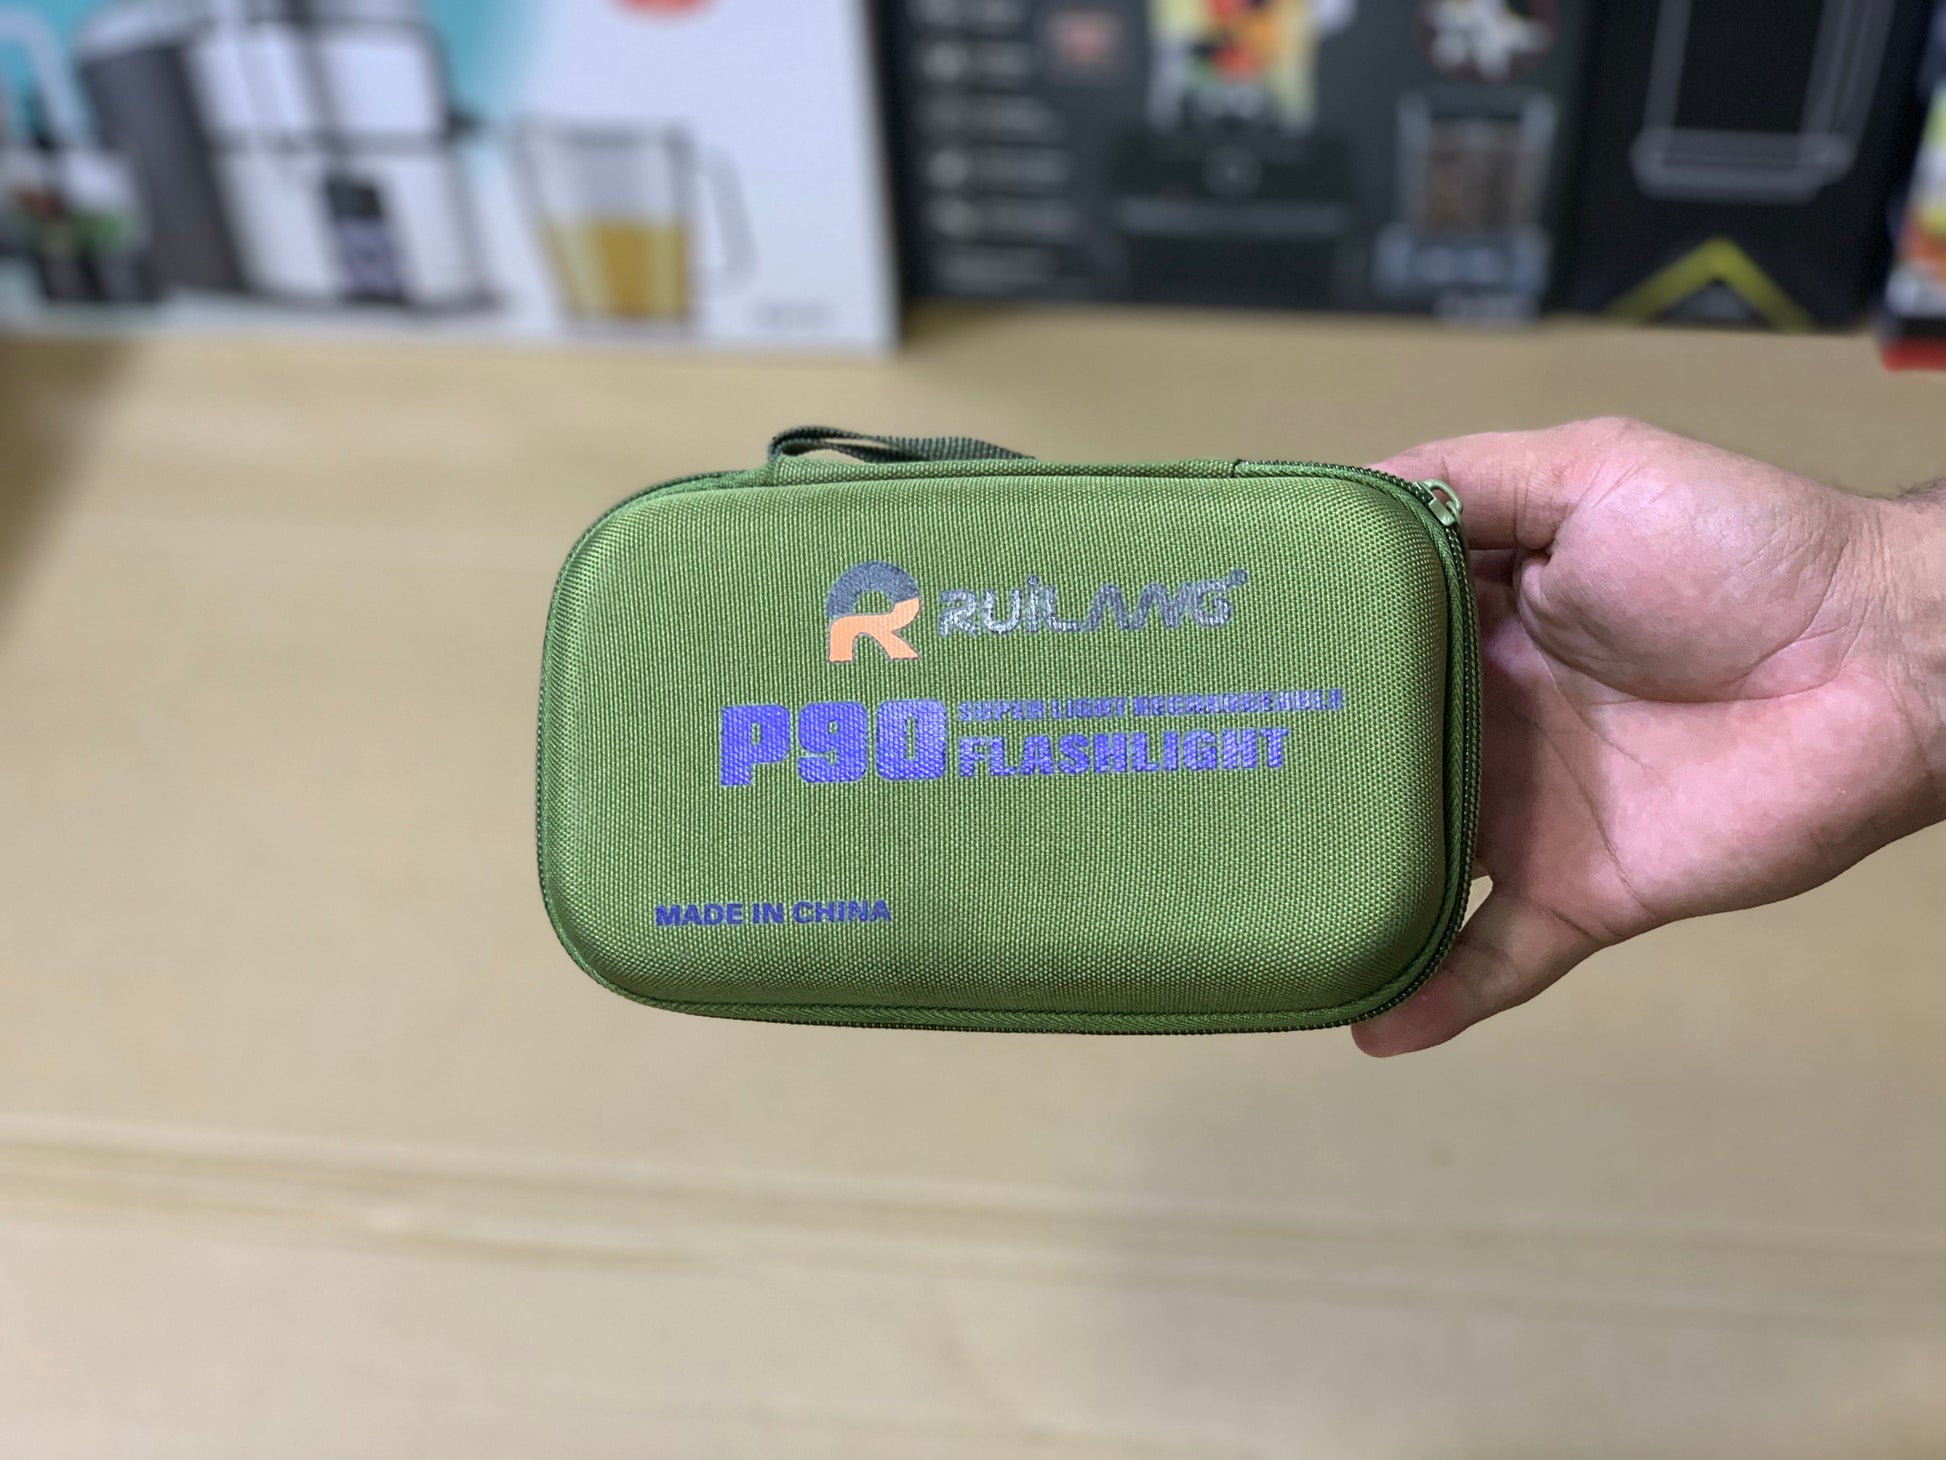 RUiLANG®
P90 SUPER LIGHT RECHARGEABLE
FLASHLIGHT
MADE IN CHINA